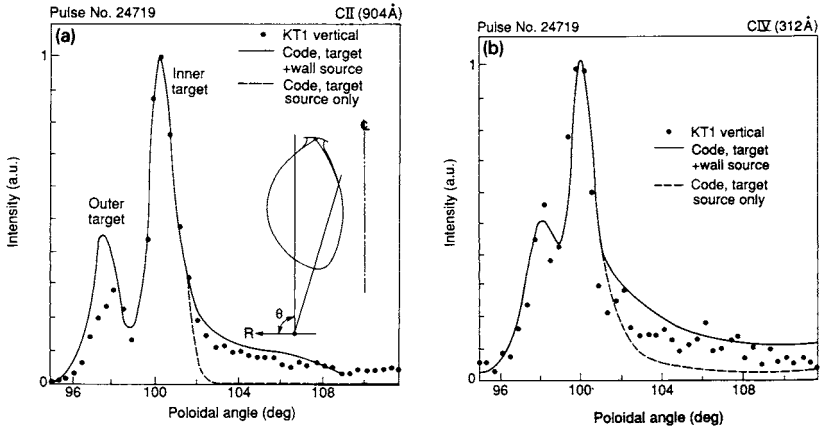 Pulse No. 24719
CII (904Å)
(a)
KT1 vertical
Code, target
+wall source
Code, target
source only
Inner
target
Outer
target
R
θ
℄
Intensity (a.u.)
1
0
96
100
104
108
Poloidal angle (deg)
Pulse No. 24719
CIV (312Å)
(b)
KT1 vertical
Code, target
+wall source
Code, target
source only
Intensity (a.u.)
1
0
96
100
104
108
Poloidal angle (deg)